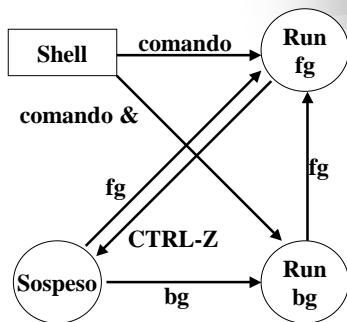 Shell
comando
Run
fg
comando &
fg
fg
CTRL-Z
Sospeso
bg
Run
bg